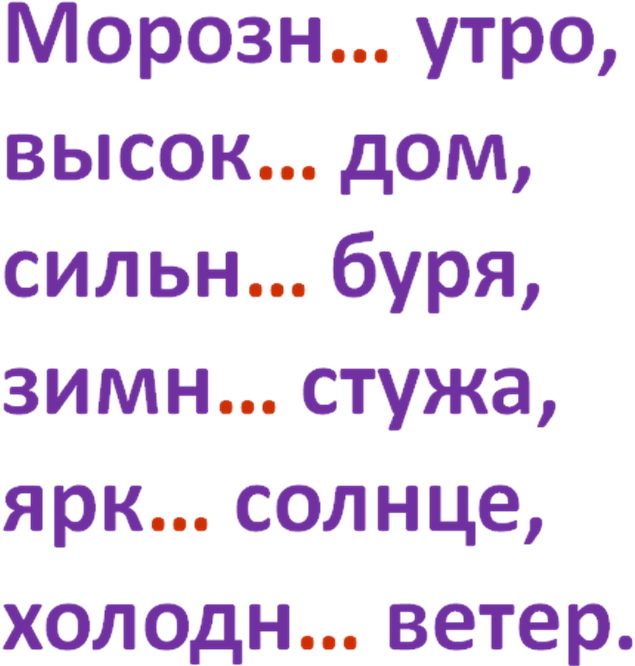 Морозн... утро,
высок... дом,
сильн... буря,
зимн... стужа,
ярк... солнце,
холодн... ветер.